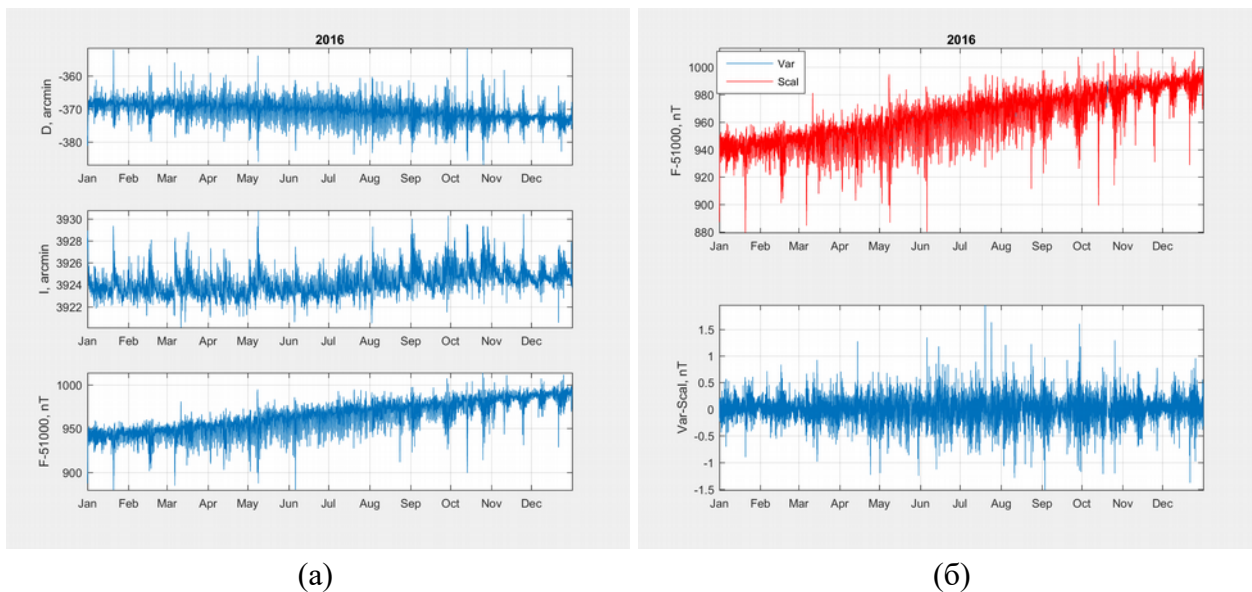 2016
-360
-370
-380
D, arcmin
Jan Feb Mar Apr May Jun Jul Aug Sep Oct Nov Dec
3930
3928
3926
3924
3922
I, arcmin
Jan Feb Mar Apr May Jun Jul Aug Sep Oct Nov Dec
1000
950
900
F-51000, nT
Jan Feb Mar Apr May Jun Jul Aug Sep Oct Nov Dec
(а)
2016
Var
Scal
1000
980
960
940
920
900
880
F-51000, nT
Jan Feb Mar Apr May Jun Jul Aug Sep Oct Nov Dec
1.5
1
0.5
0
-0.5
-1
-1.5
Var-Scal, nT
Jan Feb Mar Apr May Jun Jul Aug Sep Oct Nov Dec
(б)